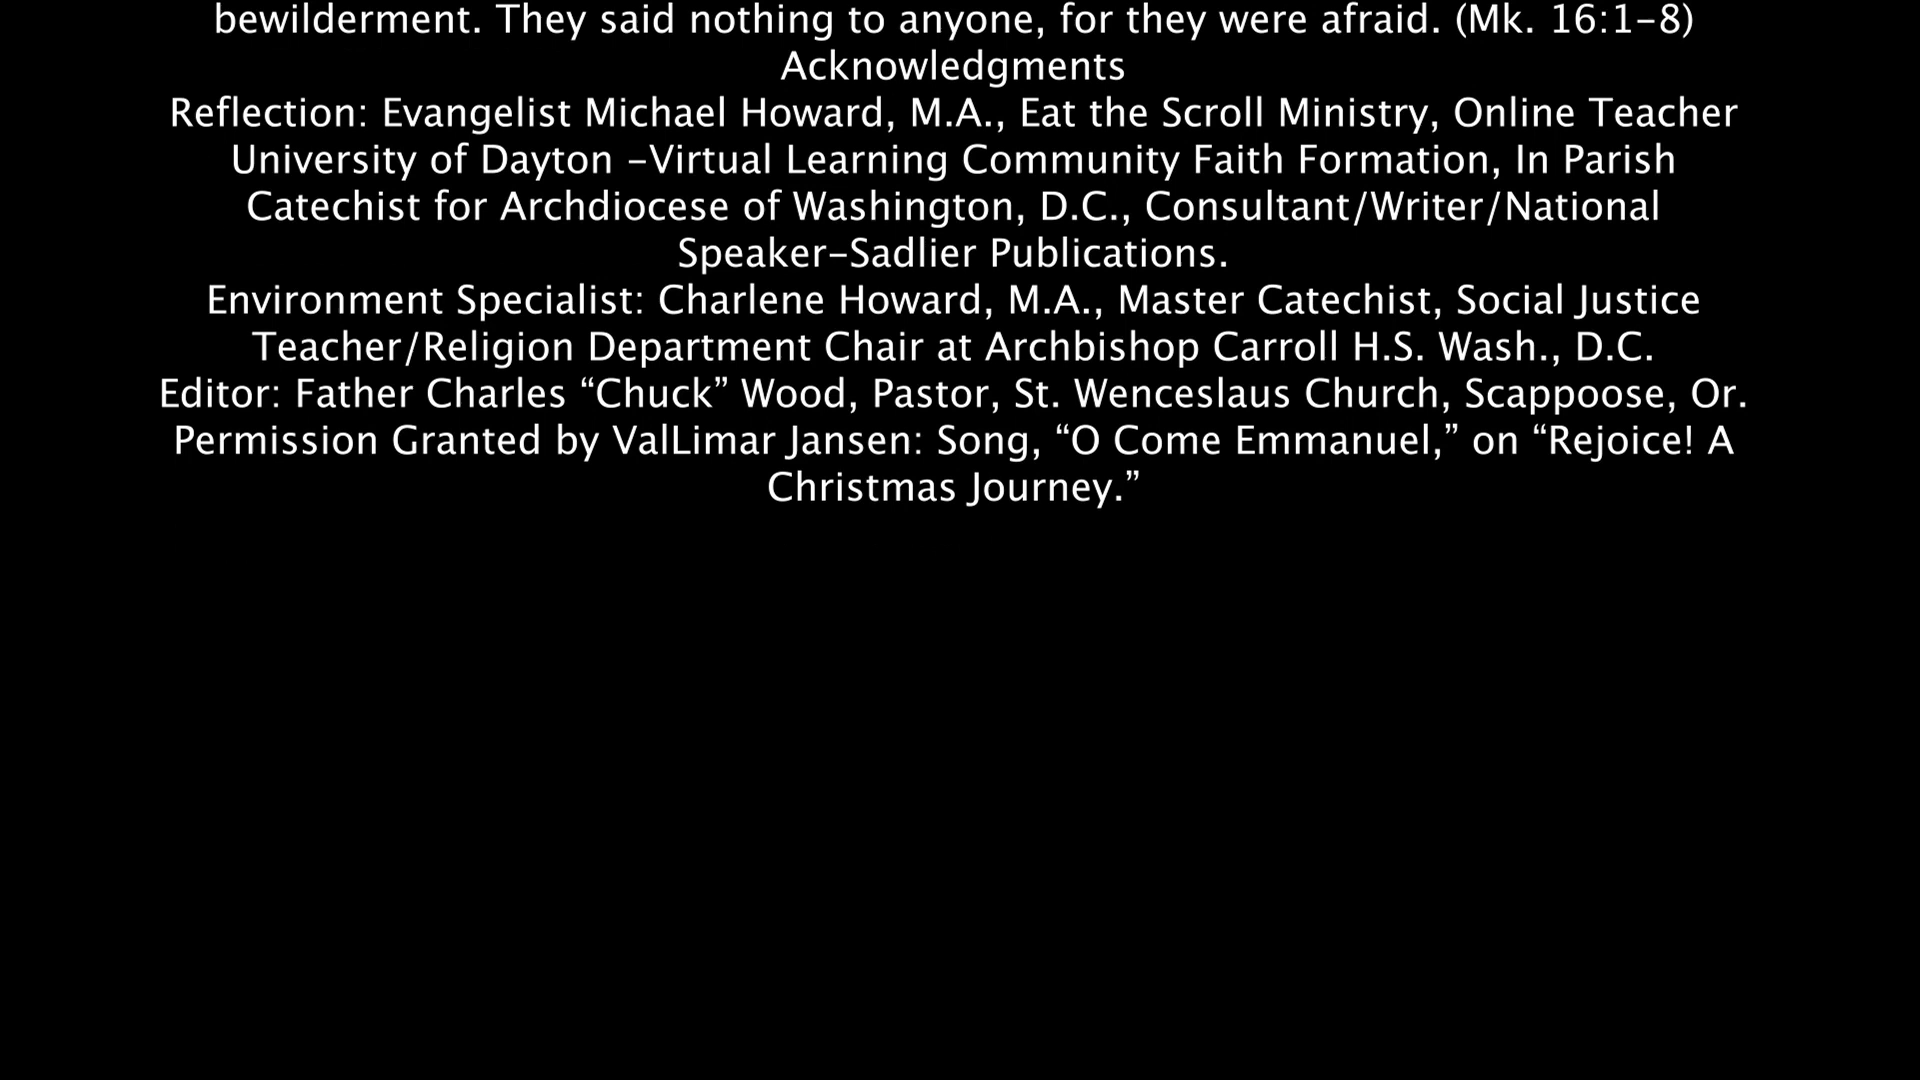 bewilderment. They said nothing to anyone, for they were afraid. (Mk. 16:1–8)
Acknowledgments
Reflection: Evangelist Michael Howard, M.A., Eat the Scroll Ministry, Online Teacher
University of Dayton –Virtual Learning Community Faith Formation, In Parish
Catechist for Archdiocese of Washington, D.C., Consultant/Writer/National
Speaker–Sadlier Publications.
Environment Specialist: Charlene Howard, M.A., Master Catechist, Social Justice
Teacher/Religion Department Chair at Archbishop Carroll H.S. Wash., D.C.
Editor: Father Charles “Chuck” Wood, Pastor, St. Wenceslaus Church, Scappoose, Or.
Permission Granted by ValLimar Jansen: Song, “O Come Emmanuel,” on “Rejoice! A
Christmas Journey.”